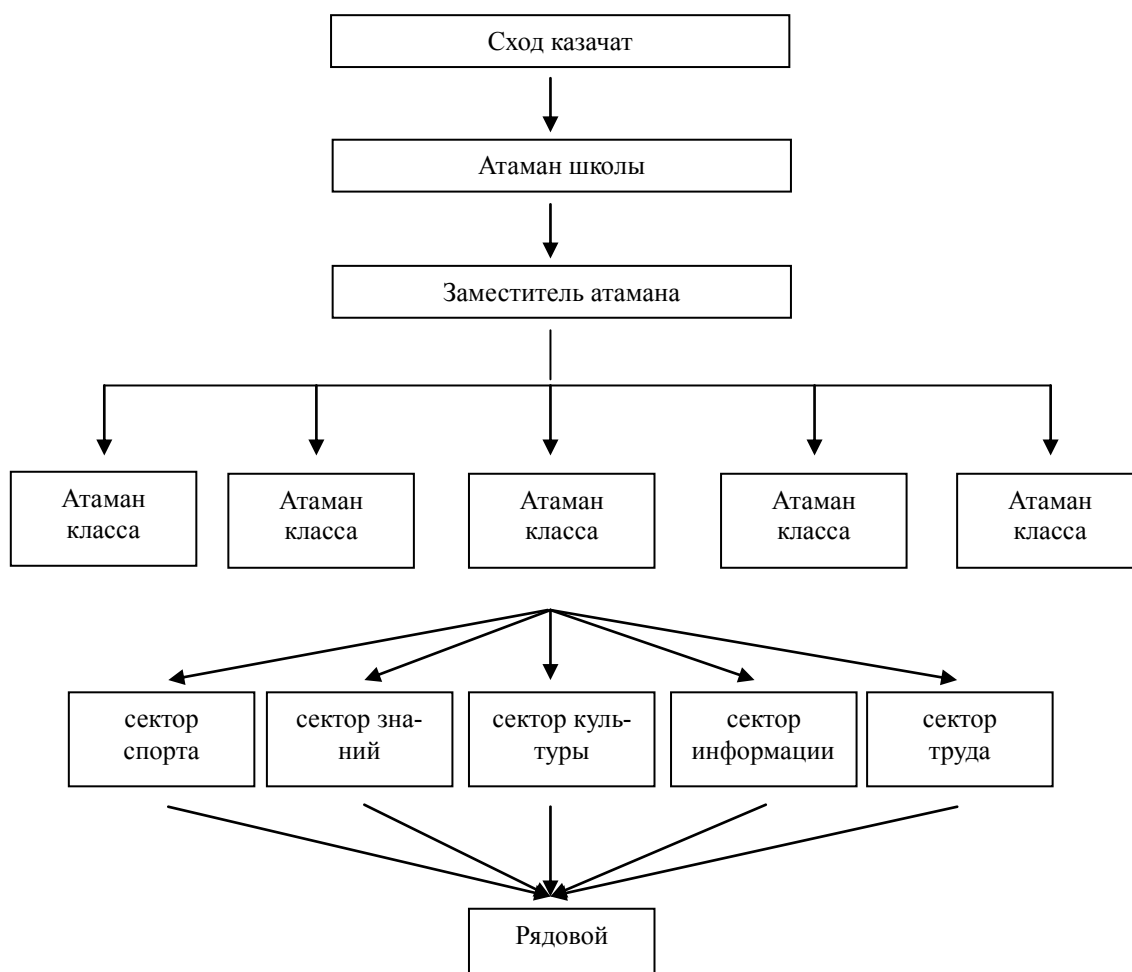 Сход казачат
Атаман школы
Заместитель атамана
Атаман
класса
Атаман
класса
Атаман
класса
Атаман
класса
Атаман
класса
сектор
спорта
сектор зна-
ний
сектор куль-
туры
сектор
информации
сектор
труда
Рядовой